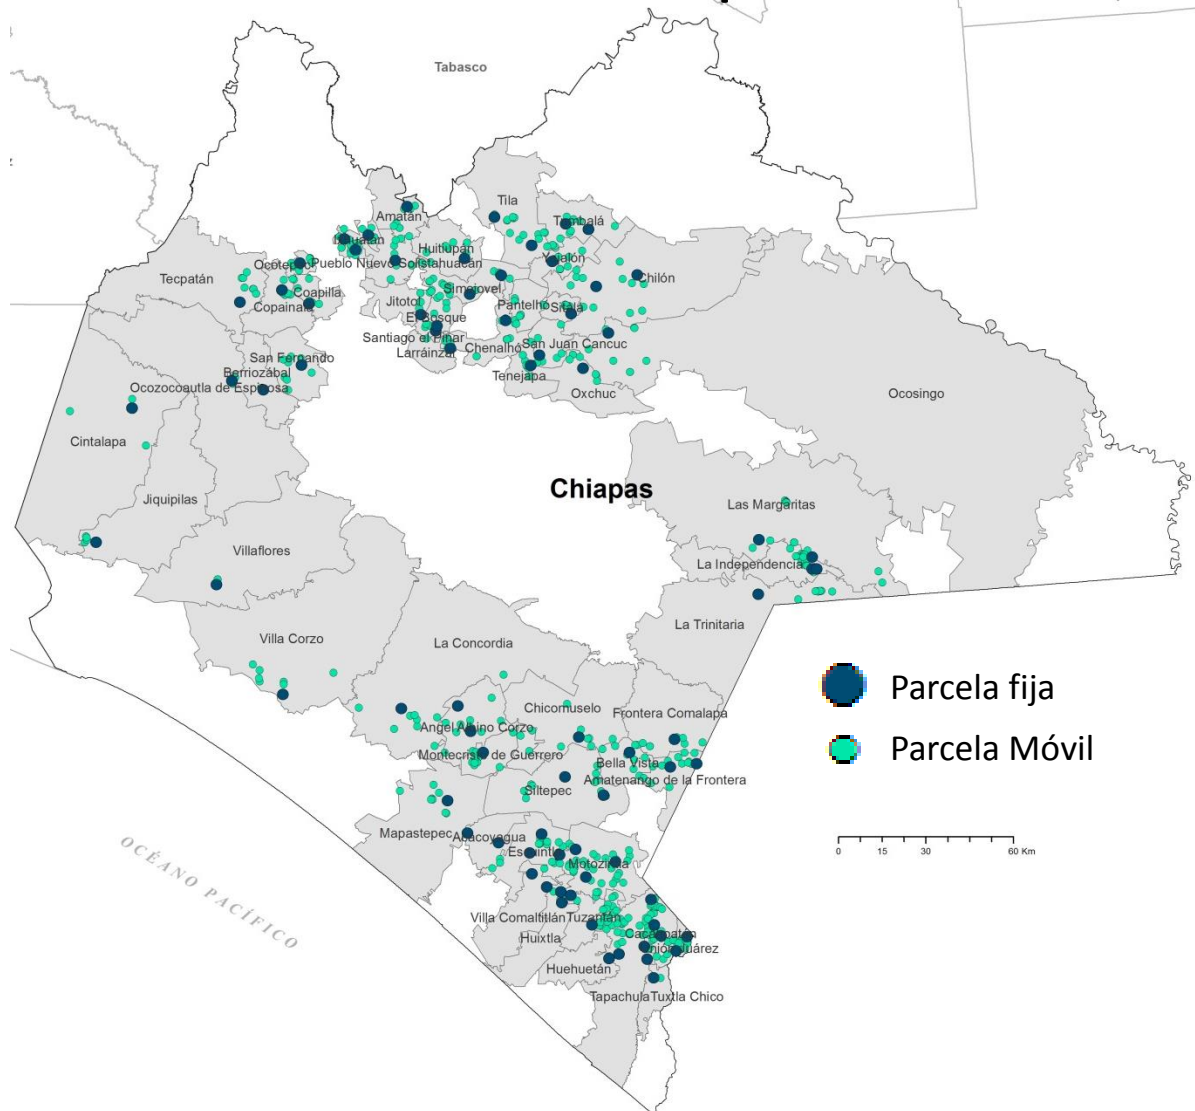 Tabasco
Tila
Amatán
Tumbalá
Ixhuatán
Huitiupán
Ocotepec
Pueblo Nuevo Solistahuacán
Yajalón
Tecpatán
Chilón
Coapilla
Simojovel
Copainalá
Jitotol
Pantelhó
Sitalá
El Bosque
Santiago el Pinar
Larráinzar
Chenalhó
San Juan Cancuc
San Fernando
Berriozábal
Tenejapa
Ocozocoautla de Espinosa
Oxchuc
Ocosingo
Cintalapa
Chiapas
Jiquipilas
Las Margaritas
Villaflores
La Independencia
La Trinitaria
Villa Corzo
La Concordia
Parcela fija
Chicomuselo
Frontera Comalapa
Angel Albino Corzo
Parcela Móvil
Montecristo de Guerrero
Bella Vista
Amatenango de la Frontera
Siltepec
Mapastepec
Acacoyagua
0 15 30 60 Km
Escuintla
Motozintla
OCÉANO PACÍFICO
Villa Comaltitlán
Tuzantán
Cacahoatán
Huixtla
Unión Juárez
Huehuetán
Tapachula
Tuxtla Chico